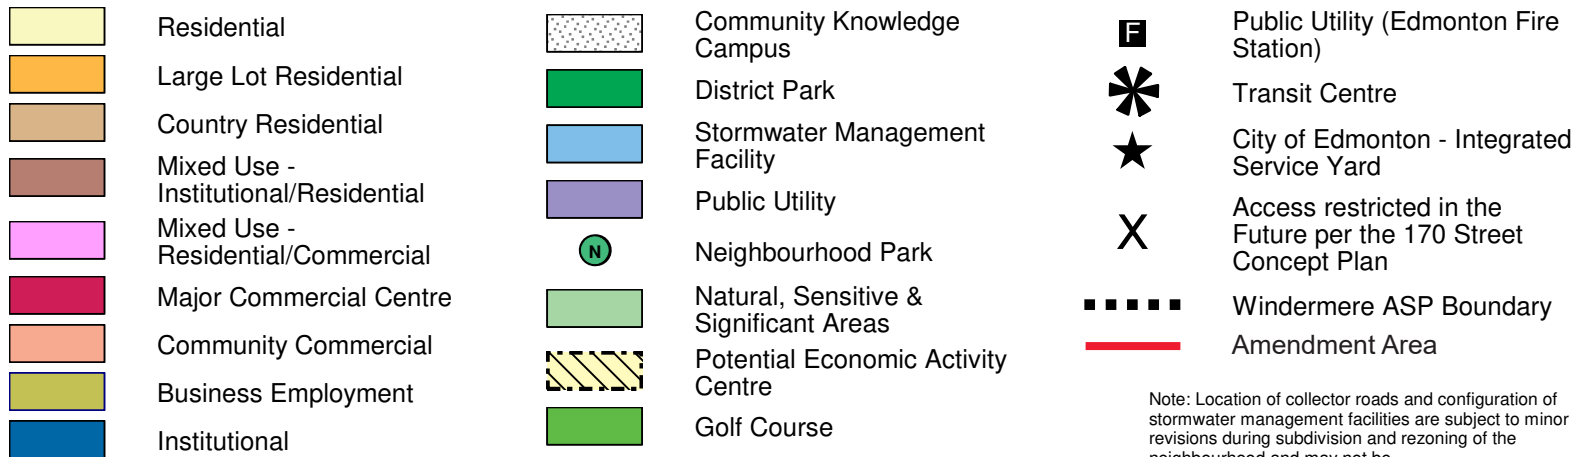 Residential
Large Lot Residential
Country Residential
Mixed Use -
Institutional/Residential
Mixed Use -
Residential/Commercial
Major Commercial Centre
Community Commercial
Business Employment
Institutional
Community Knowledge
Campus
District Park
Stormwater Management
Facility
Public Utility
N
Neighbourhood Park
Natural, Sensitive &
Significant Areas
Potential Economic Activity
Centre
Golf Course
F
Public Utility (Edmonton Fire
Station)
Transit Centre
City of Edmonton - Integrated
Service Yard
X
Access restricted in the
Future per the 170 Street
Concept Plan
Windermere ASP Boundary
Amendment Area
Note: Location of collector roads and configuration of
stormwater management facilities are subject to minor
revisions during subdivision and rezoning of the
neighbourhood and may not be